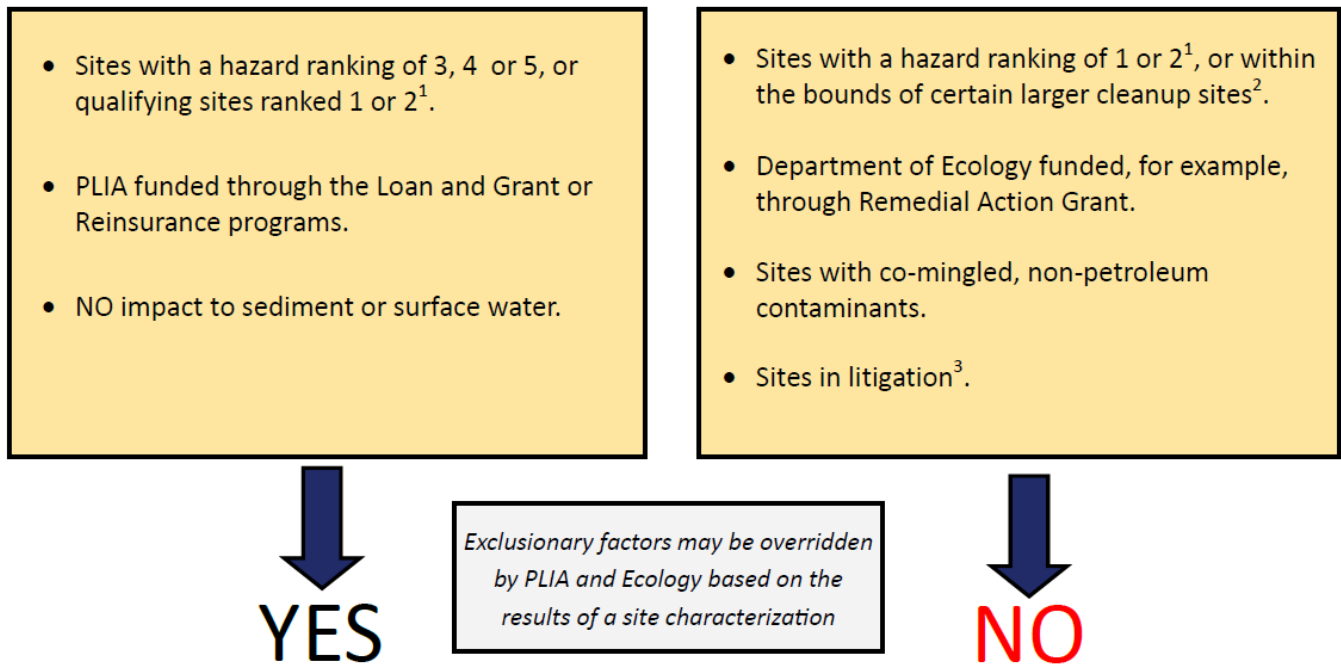 • Sites with a hazard ranking of 3, 4  or 5, or
qualifying sites ranked 1 or 2¹.
• PLIA funded through the Loan and Grant or
Reinsurance programs.
• NO impact to sediment or surface water.
• Sites with a hazard ranking of 1 or 2¹, or within
the bounds of certain larger cleanup sites².
• Department of Ecology funded, for example,
through Remedial Action Grant.
• Sites with co-mingled, non-petroleum
contaminants.
• Sites in litigation³.
Exclusionary factors may be overridden
by PLIA and Ecology based on the
results of a site characterization
YES
NO